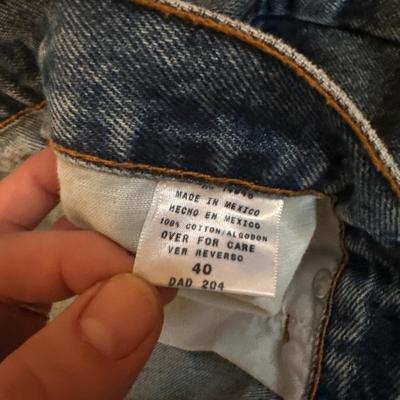 MADE IN MEXICO
HECHO EN MEXICO
100% COTTON/ALGODON
OVER FOR CARE
VER REVERSO
40
DAD 204